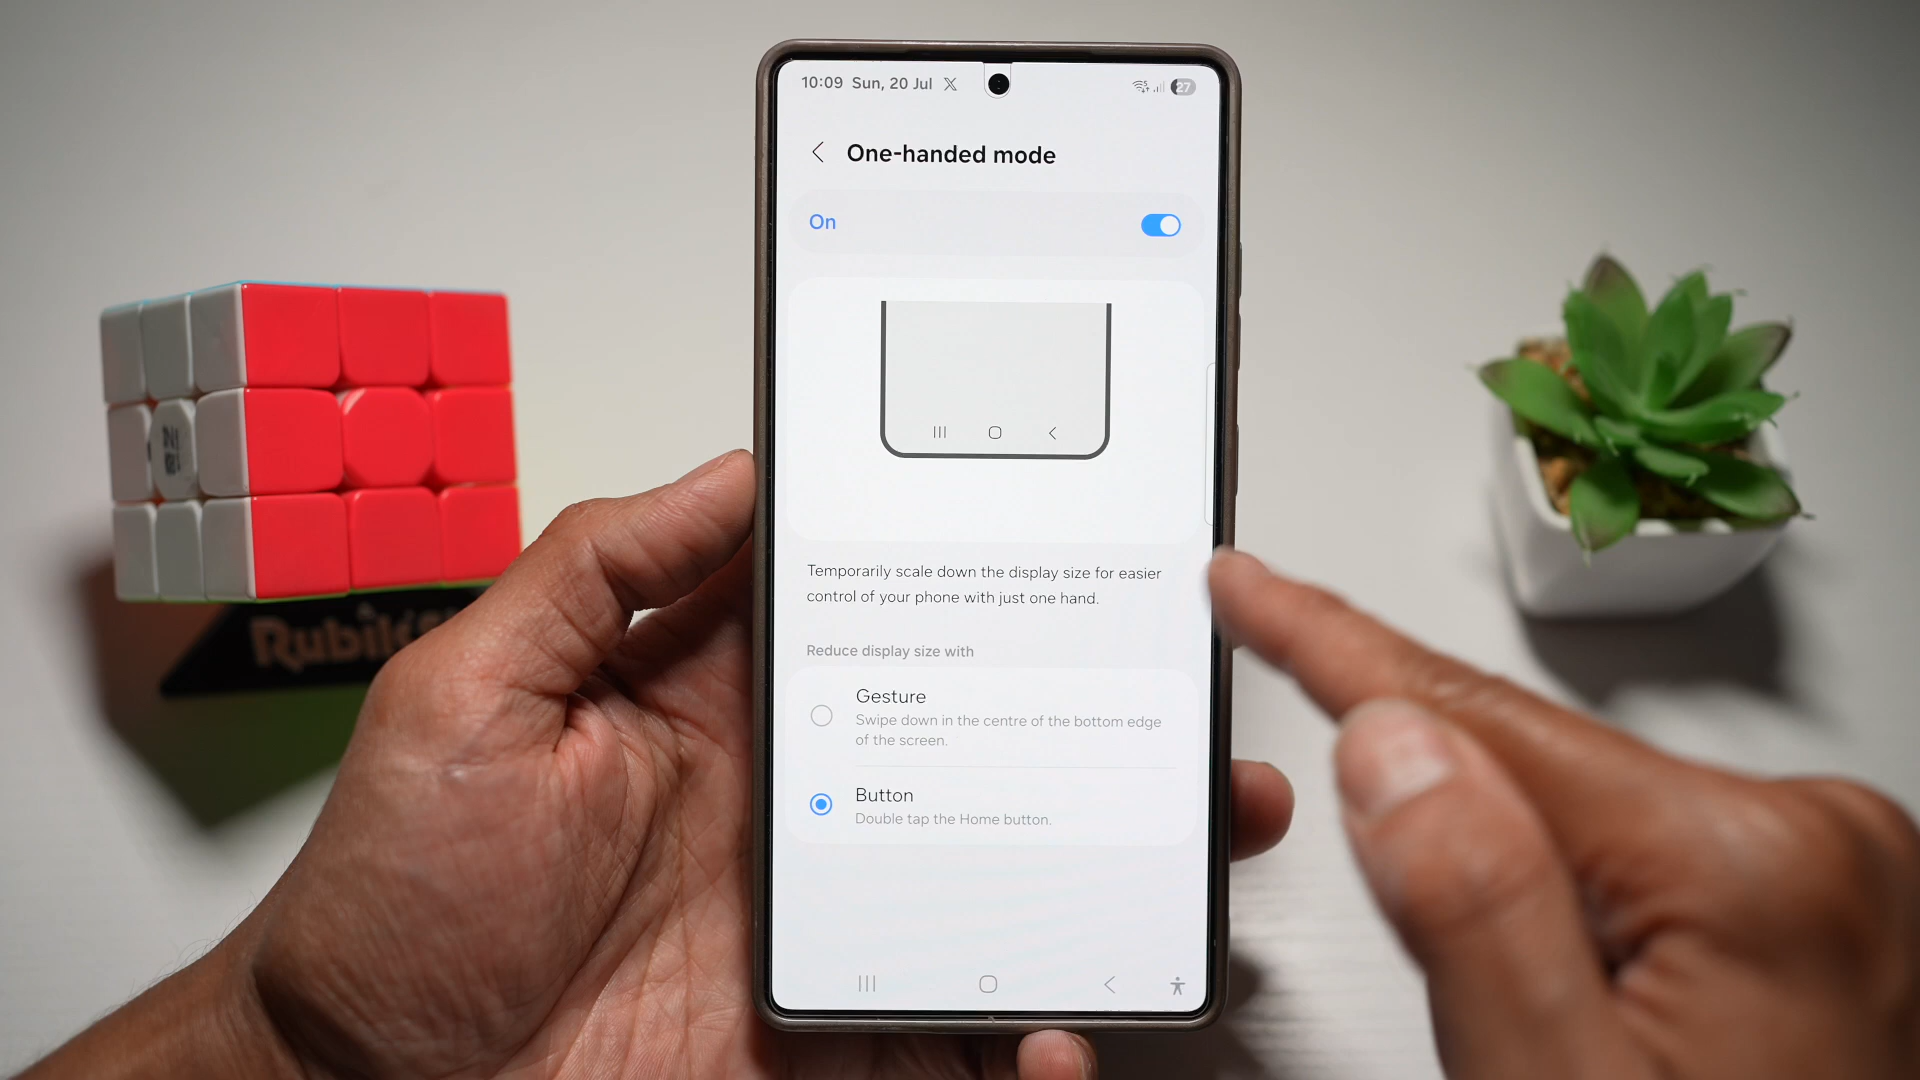 10:09 Sun, 20 Jul
27
One-handed mode
On
Temporarily scale down the display size for easier
control of your phone with just one hand.
Reduce display size with
Gesture
Swipe down in the centre of the bottom edge
of the screen.
Button
Double tap the Home button.